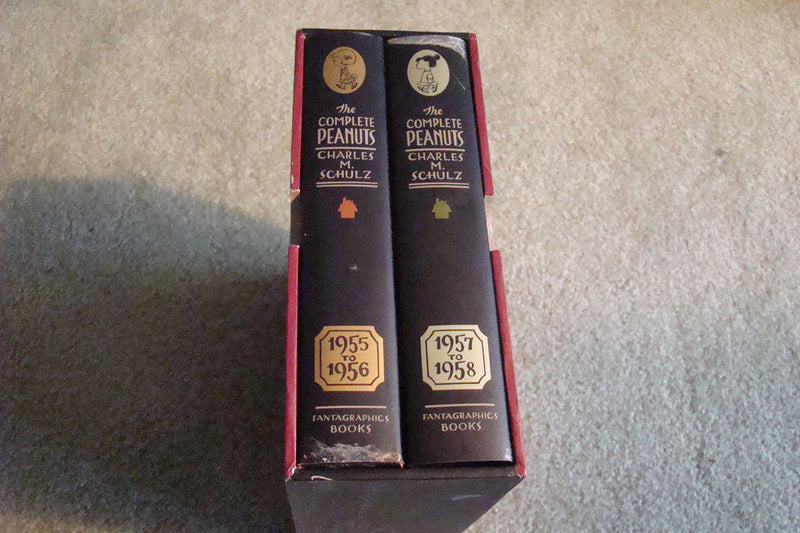 The
COMPLETE
PEANUTS
CHARLES
M.
SCHULZ
1955
TO
1956
FANTAGRAPHICS
BOOKS
The
COMPLETE
PEANUTS
CHARLES
M.
SCHULZ
1957
TO
1958
FANTAGRAPHICS
BOOKS